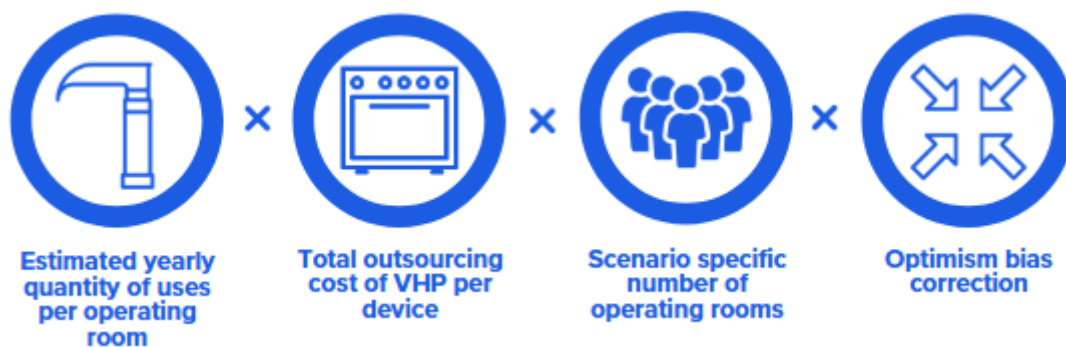 ×
×
×
Estimated yearly
quantity of uses
per operating
room
Total outsourcing
cost of VHP per
device
Scenario specific
number of
operating rooms
Optimism bias
correction